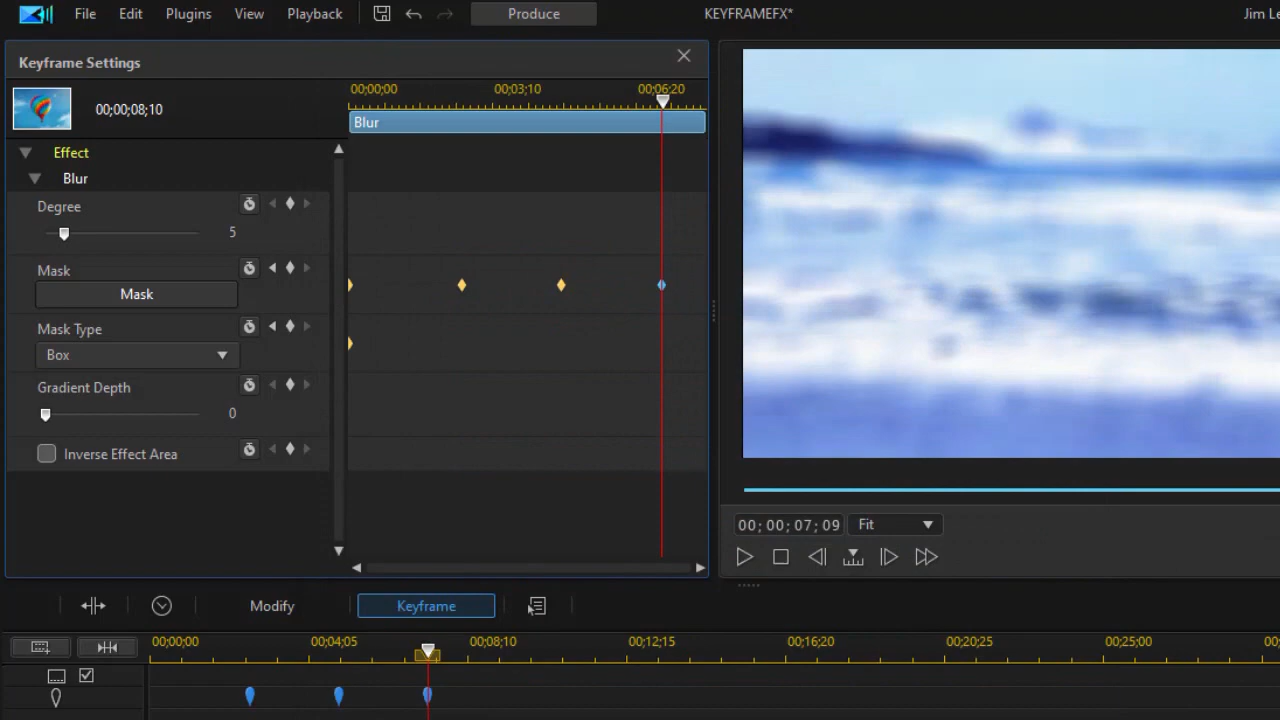 File Edit Plugins View Playback Produce KEYFRAMEFX* Jim Le
Keyframe Settings
00;00;00 00;03;10 00;06;20
00;00;08;10
Blur
Effect
Blur
Degree
5
Mask
Mask
Mask Type
Box
Gradient Depth
0
Inverse Effect Area
00; 00; 07; 09 Fit
Modify Keyframe
00;00;00 00;04;05 00;08;10 00;12;15 00;16;20 00;20;25 00;25;00 00;